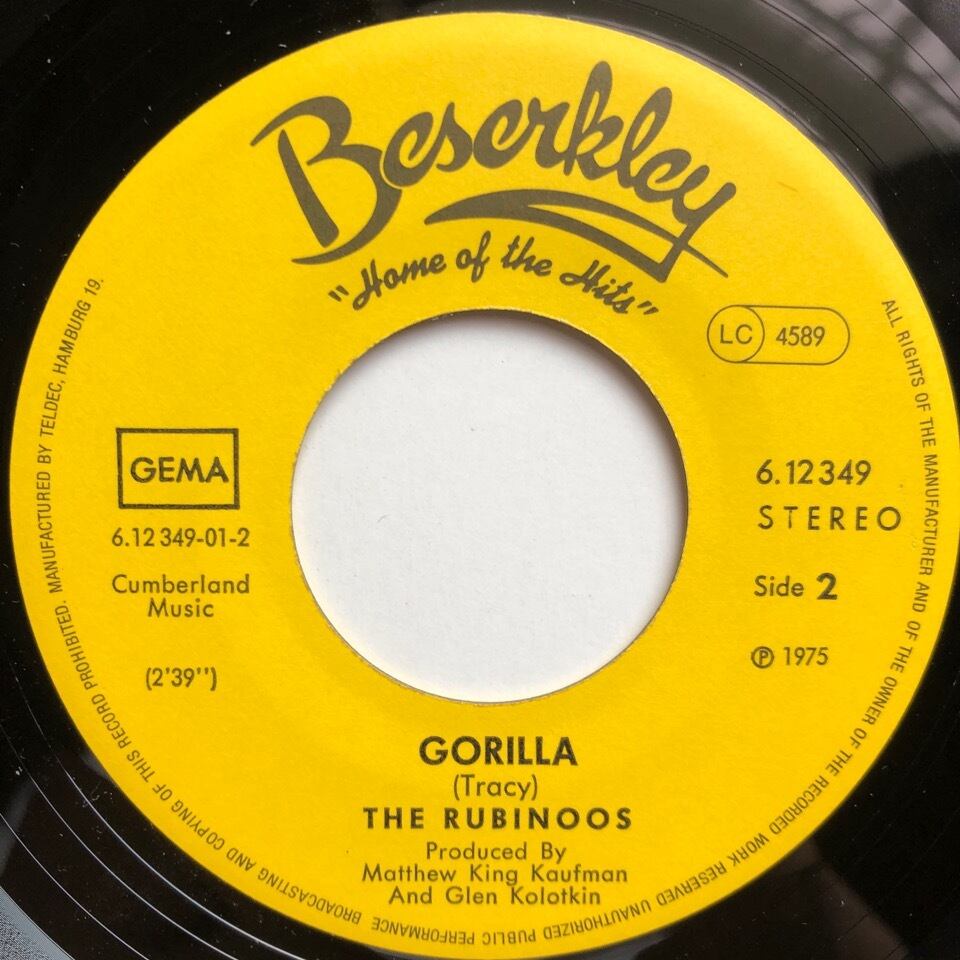 Beserkley
"Home of the Hits"
LC 4589
GEMA
6.12 349-01-2
Cumberland
Music
(2'39'')
6.12 349
STEREO
Side 2
℗ 1975
GORILLA
(Tracy)
THE RUBINOOS
Produced By
Matthew King Kaufman
And Glen Kolotkin
ALL RIGHTS OF THE MANUFACTURER AND OF THE OWNER OF THE RECORDED WORK RESERVED UNAUTHORIZED PUBLIC PERFORMANCE BROADCASTING AND COPYING OF THIS RECORD PROHIBITED. MANUFACTURED BY TELDEC, HAMBURG 19.